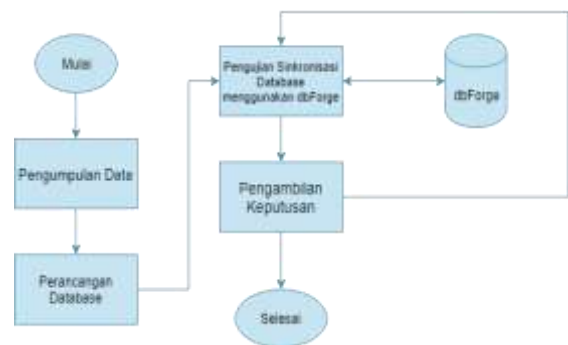 Mulai
Pengumpulan Data
Perancangan
Database
Pengujian Sinkronisasi
Database
menggunakan dbForge
dbForge
Pengambilan
Keputusan
Selesai